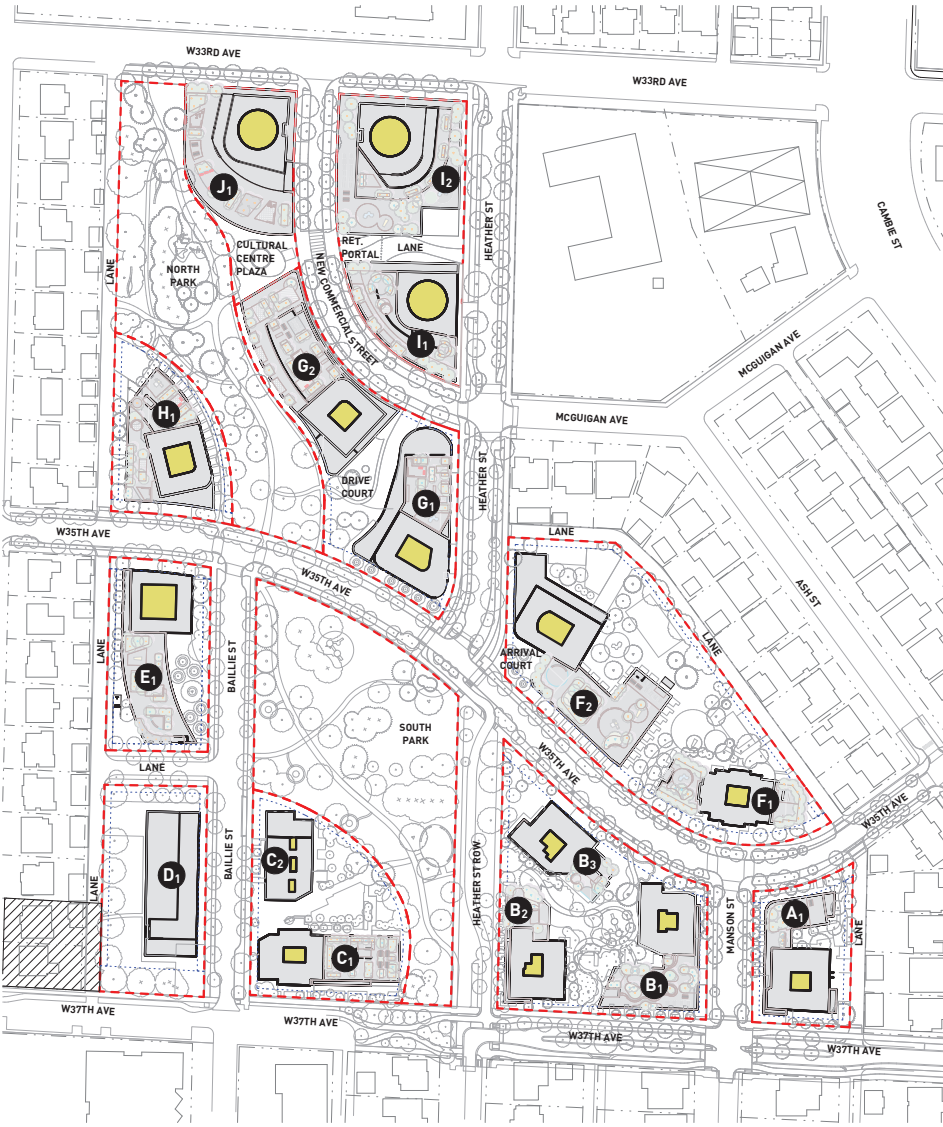 W33RD AVE
W33RD AVE
J1
I2
HEATHER ST
CAMBIE ST
CULTURAL
CENTRE
PLAZA
RET.
PORTAL
LANE
LANE
NORTH
PARK
NEW COMMERCIAL STREET
I1
G2
MCGUIGAN AVE
H1
MCGUIGAN AVE
HEATHER ST
DRIVE
COURT
G1
W35TH AVE
LANE
W35TH AVE
ASH ST
LANE
ARRIVAL
COURT
LANE
BAILLIE ST
E1
F2
SOUTH
PARK
W35TH AVE
LANE
F1
W35TH AVE
BAILLIE ST
C2
B3
D1
LANE
HEATHER ST ROW
B2
A1
MANSON ST
LANE
C1
B1
W37TH AVE
W37TH AVE
W37TH AVE
W37TH AVE